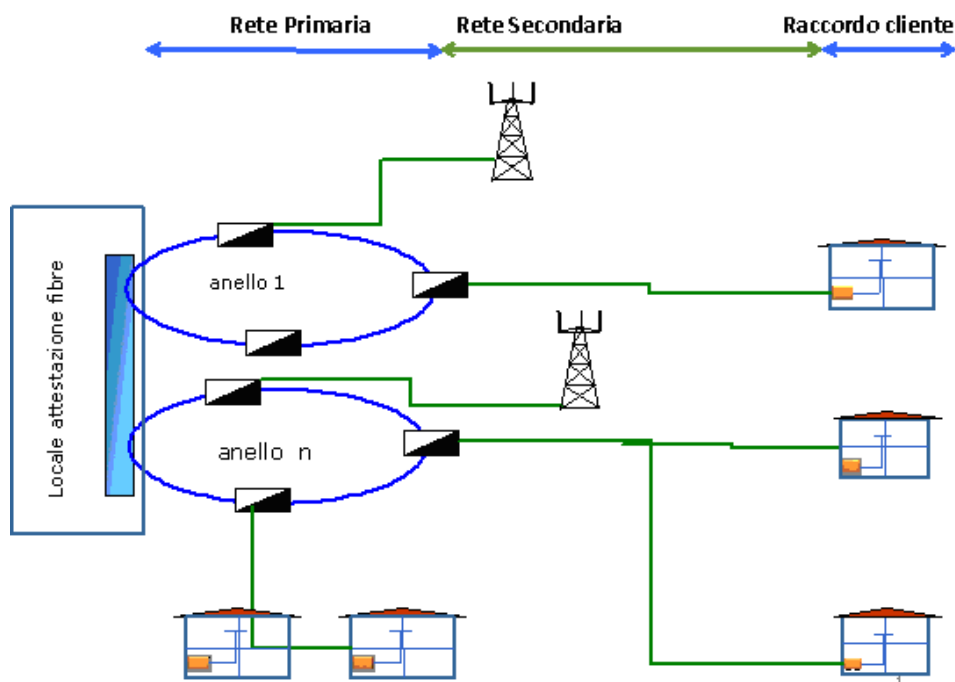 Rete Primaria
Rete Secondaria
Raccordo cliente
Locale attestazione fibre
anello 1
anello n